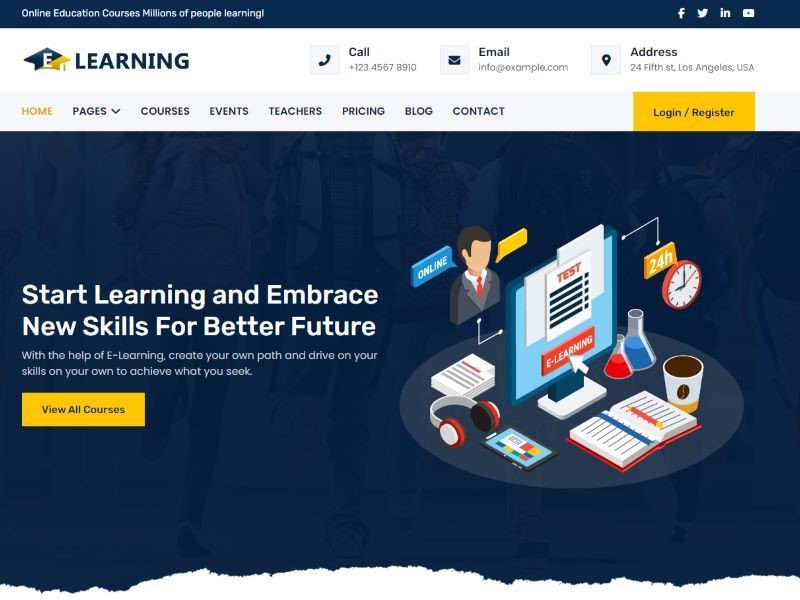 Online Education Courses Millions of people learning!
E LEARNING
Call
+123 4567 8910
Email
info@example.com
Address
24 Fifth st, Los Angeles, USA
HOME
PAGES
COURSES
EVENTS
TEACHERS
PRICING
BLOG
CONTACT
Login / Register
Start Learning and Embrace
New Skills For Better Future
With the help of E-Learning, create your own path and drive on your
skills on your own to achieve what you seek.
View All Courses
ONLINE
TEST
24h
E-LEARNING